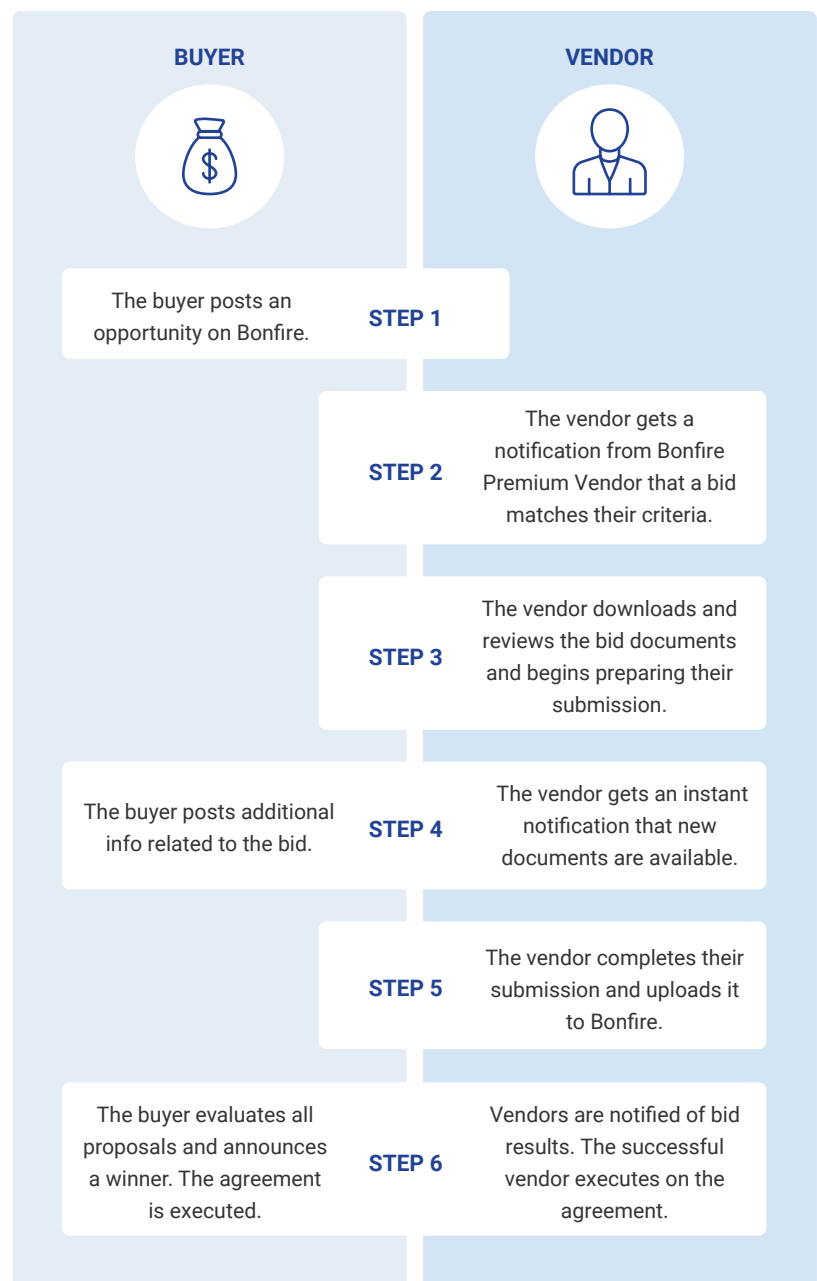 BUYER
VENDOR
$
The buyer posts an
opportunity on Bonfire.
STEP 1
STEP 2
The vendor gets a
notification from Bonfire
Premium Vendor that a bid
matches their criteria.
STEP 3
The vendor downloads and
reviews the bid documents
and begins preparing their
submission.
The buyer posts additional
info related to the bid.
STEP 4
The vendor gets an instant
notification that new
documents are available.
STEP 5
The vendor completes their
submission and uploads it
to Bonfire.
The buyer evaluates all
proposals and announces
a winner. The agreement
is executed.
STEP 6
Vendors are notified of bid
results. The successful
vendor executes on the
agreement.